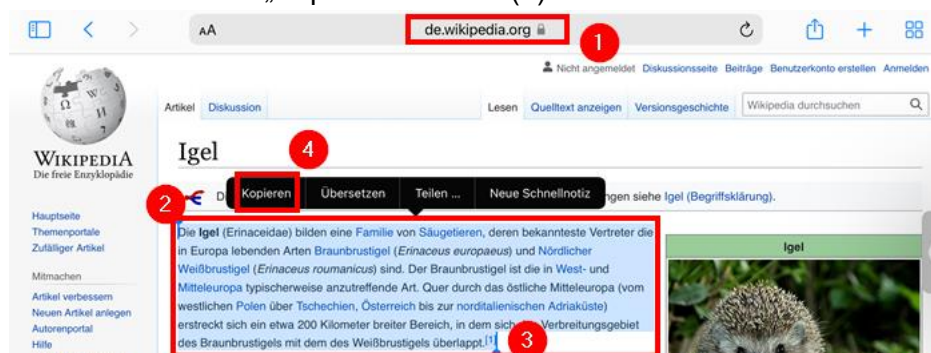 AA de.wikipedia.org
1
Nicht angemeldet Diskussionsseite Beiträge Benutzerkonto erstellen Anmelden
Artikel Diskussion Lesen Quelltext anzeigen Versionsgeschichte Wikipedia durchsuchen
WIKIPEDIA
Die freie Enzyklopädie
Igel
4
Kopieren Übersetzen Teilen ... Neue Schnellnotiz
2
siehe Igel (Begriffsklärung).
Hauptseite
Themenportale
Zufälliger Artikel
Mitmachen
Artikel verbessern
Neuen Artikel anlegen
Autorenportal
Hilfe
Die Igel (Erinaceidae) bilden eine Familie von Säugetieren, deren bekannteste Vertreter die
in Europa lebenden Arten Braunbrustigel (Erinaceus europaeus) und Nördlicher
Weißbrustigel (Erinaceus roumanicus) sind. Der Braunbrustigel ist die in West- und
Mitteleuropa typischerweise anzutreffende Art. Quer durch das östliche Mitteleuropa (vom
westlichen Polen über Tschechien, Österreich bis zur norditalienischen Adriaküste)
erstreckt sich ein etwa 200 Kilometer breiter Bereich, in dem Verbreitungsgebiet
des Braunbrustigels mit dem des Weißbrustigels überlappt.[1]
3
Igel